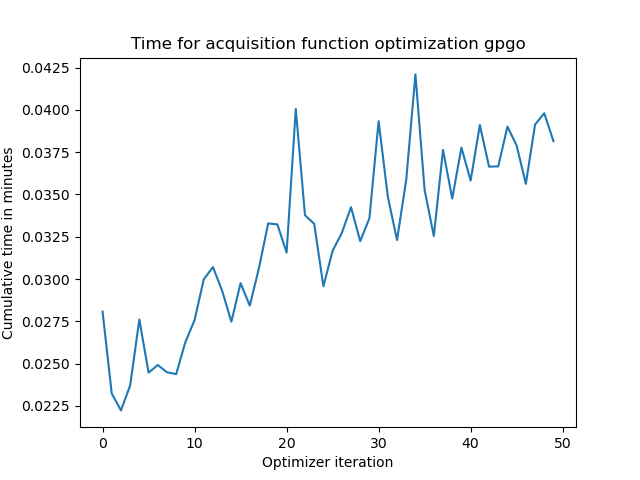 Time for acquisition function optimization gpgo
0.0425
0.0400
0.0375
0.0350
0.0325
0.0300
0.0275
0.0250
0.0225
Cumulative time in minutes
0 10 20 30 40 50
Optimizer iteration